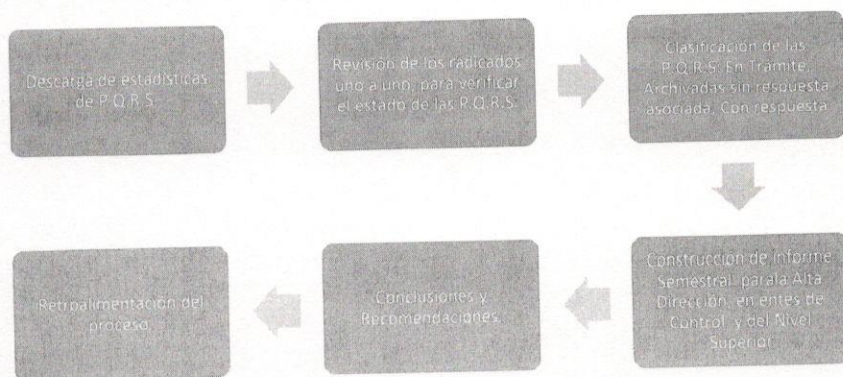 Descarga de estadísticas
de P.Q.R.S.
Revisión de los radicados
uno a uno, para verificar
el estado de las P.Q.R.S.
Clasificación de las
P.Q.R.S: En Trámite,
Archivadas sin respuesta
asociada, Con respuesta
Construcción de Informe
Semestral parala Alta
Dirección, en entes de
Control y del Nivel
Superior
Conclusiones y
Recomendaciones.
Retroalimentación del
proceso.